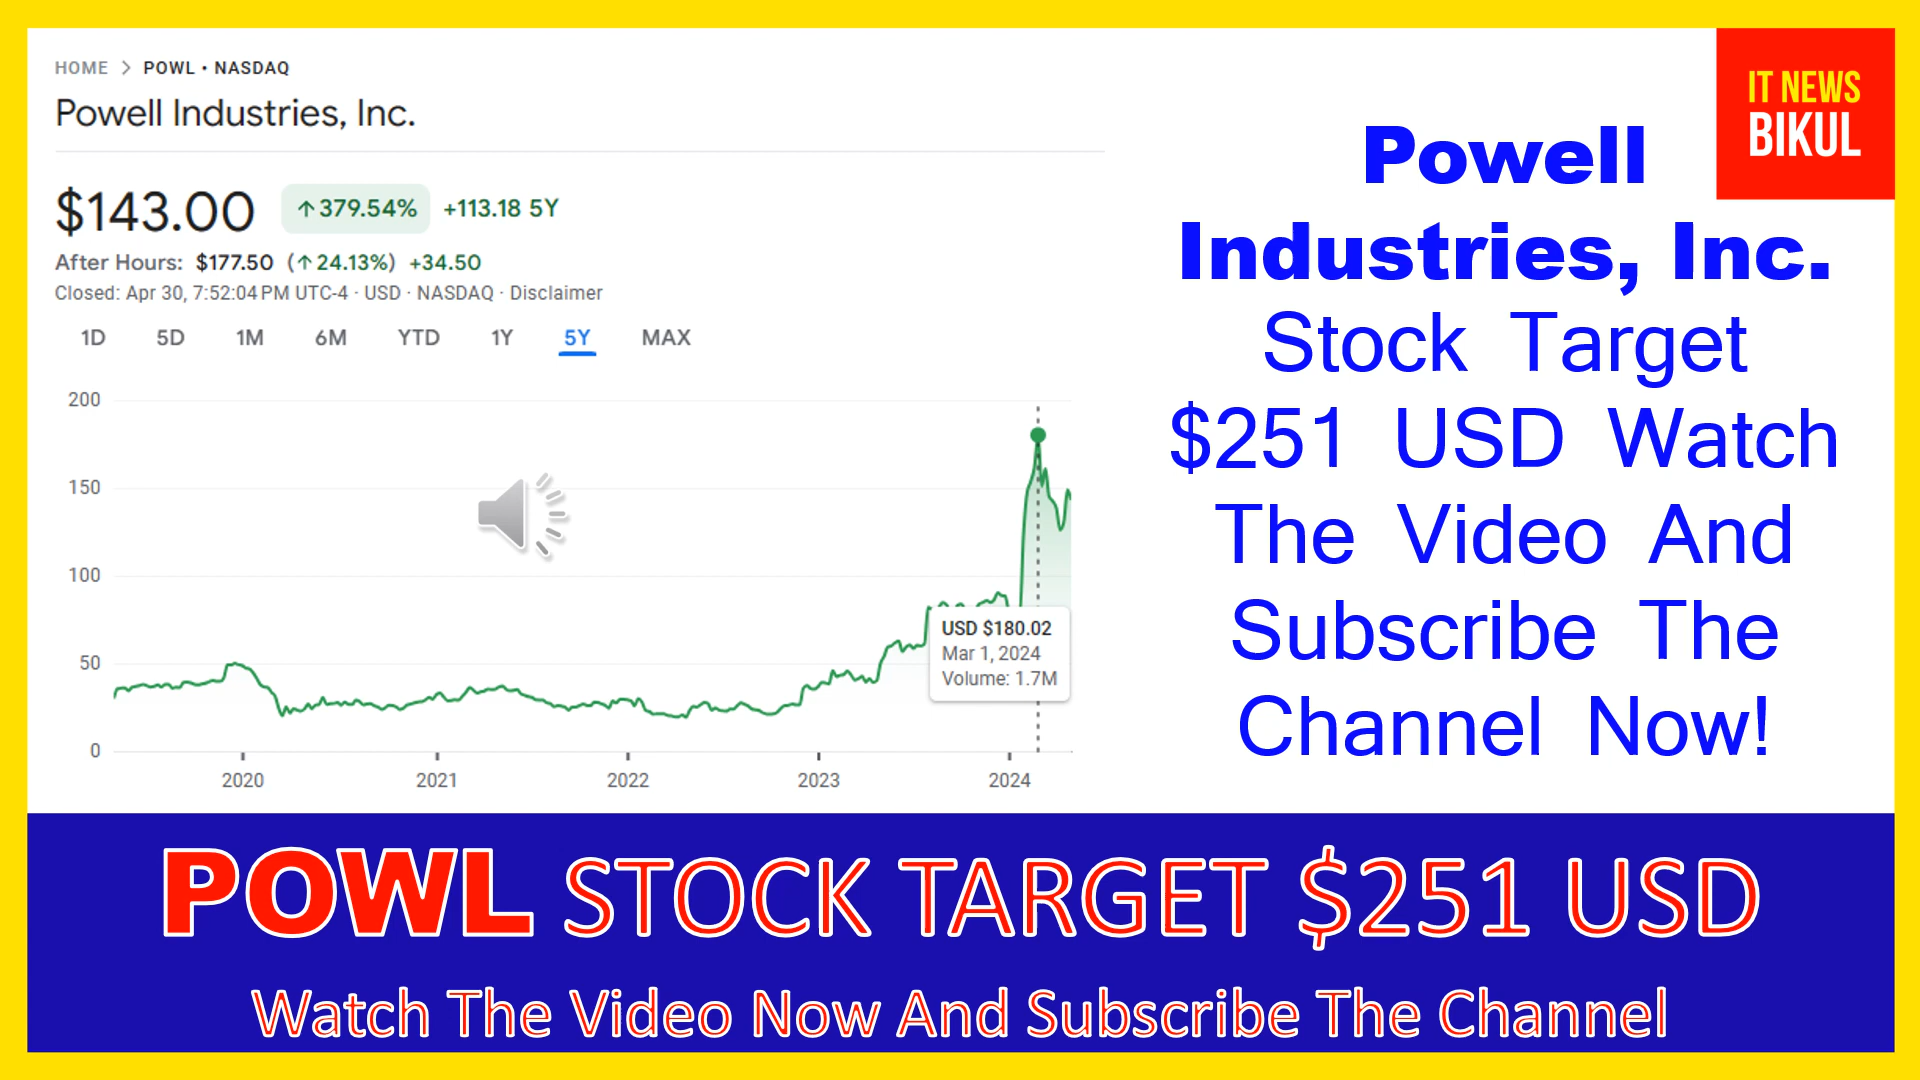 HOME > POWL • NASDAQ
Powell Industries, Inc.
$143.00 ↑379.54% +113.18 5Y
After Hours: $177.50 (↑24.13%) +34.50
Closed: Apr 30, 7:52:04 PM UTC-4 · USD · NASDAQ · Disclaimer
1D 5D 1M 6M YTD 1Y 5Y MAX
200
150
100
50
0
USD $180.02
Mar 1, 2024
Volume: 1.7M
2020 2021 2022 2023 2024
IT NEWS
BIKUL
Powell
Industries, Inc.
Stock Target
$251 USD Watch
The Video And
Subscribe The
Channel Now!
POWL STOCK TARGET $251 USD
Watch The Video Now And Subscribe The Channel